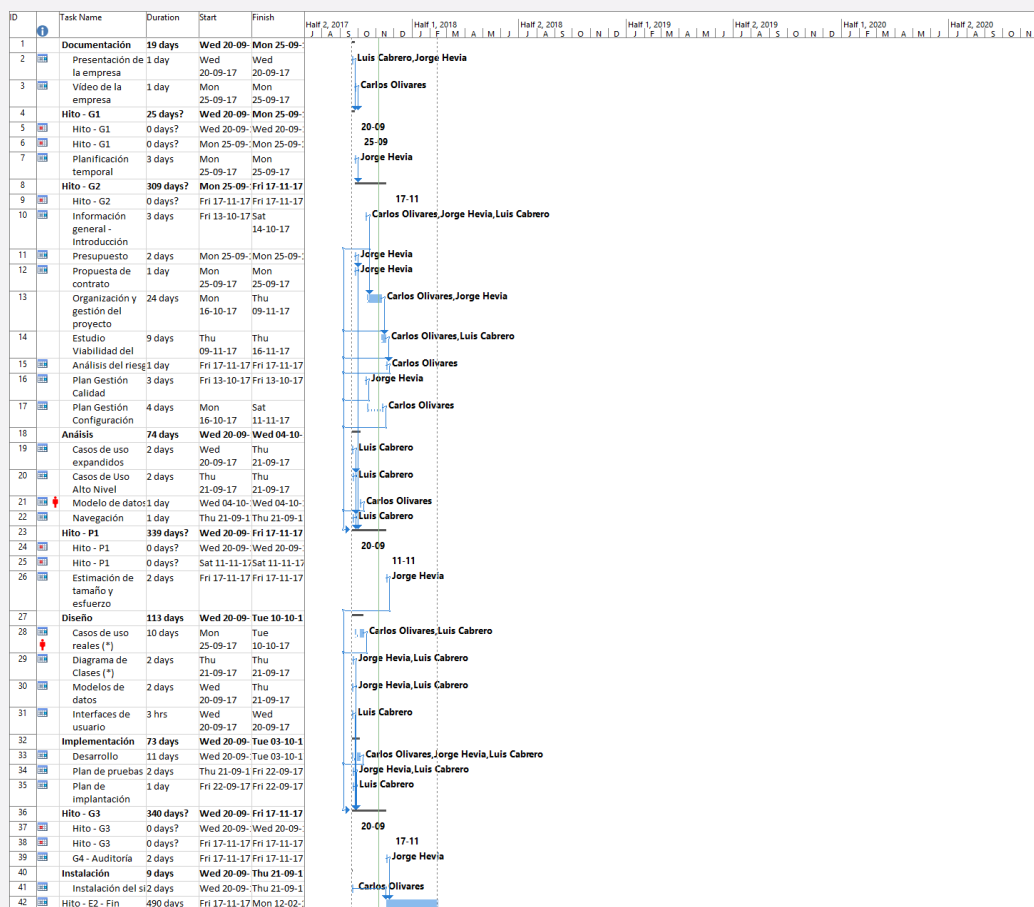 ID Task Name Duration Start Finish Half 2, 2017 Half 1, 2018 Half 2, 2018 Half 1, 2019 Half 2, 2019 Half 1, 2020 Half 2, 2020
J A S O N D J F M A M J J A S O N D J F M A M J J A S O N D J F M A M J J A S O N
1 Documentación 19 days Wed 20-09- Mon 25-09-
2 Presentación de 1 day Wed Wed Luis Cabrero,Jorge Hevia
la empresa 20-09-17 20-09-17
3 Vídeo de la 1 day Mon Mon Carlos Olivares
empresa 25-09-17 25-09-17
4 Hito - G1 25 days? Wed 20-09- Mon 25-09-
5 Hito - G1 0 days? Wed 20-09- Wed 20-09- 20-09
6 Hito - G1 0 days? Mon 25-09- Mon 25-09- 25-09
7 Planificación 3 days Mon Mon Jorge Hevia
temporal 25-09-17 25-09-17
8 Hito - G2 309 days? Mon 25-09- Fri 17-11-17
9 Hito - G2 0 days? Fri 17-11-17 Fri 17-11-17 17-11
10 Información 3 days Fri 13-10-17 Sat Carlos Olivares,Jorge Hevia,Luis Cabrero
general - 14-10-17
Introducción
11 Presupuesto 2 days Mon 25-09- Mon 25-09- Jorge Hevia
12 Propuesta de 1 day Mon Mon Jorge Hevia
contrato 25-09-17 25-09-17
13 Organización y 24 days Mon Thu Carlos Olivares,Jorge Hevia
gestión del 16-10-17 09-11-17
proyecto
14 Estudio 9 days Thu Thu Carlos Olivares,Luis Cabrero
Viabilidad del 09-11-17 16-11-17
15 Análisis del riesg 1 day Fri 17-11-17 Fri 17-11-17 Carlos Olivares
16 Plan Gestión 3 days Fri 13-10-17 Fri 13-10-17 Jorge Hevia
Calidad
17 Plan Gestión 4 days Mon Sat Carlos Olivares
Configuración 16-10-17 11-11-17
18 Anáisis 74 days Wed 20-09- Wed 04-10-
19 Casos de uso 2 days Wed Thu Luis Cabrero
expandidos 20-09-17 21-09-17
20 Casos de Uso 2 days Thu Thu Luis Cabrero
Alto Nivel 21-09-17 21-09-17
21 Modelo de datos 1 day Wed 04-10- Wed 04-10- Carlos Olivares
22 Navegación 1 day Thu 21-09-1 Thu 21-09-1 Luis Cabrero
23 Hito - P1 339 days? Wed 20-09- Fri 17-11-17
24 Hito - P1 0 days? Wed 20-09- Wed 20-09- 20-09
25 Hito - P1 0 days? Sat 11-11-17 Sat 11-11-17 11-11
26 Estimación de 2 days Fri 17-11-17 Fri 17-11-17 Jorge Hevia
tamaño y
esfuerzo
27 Diseño 113 days Wed 20-09- Tue 10-10-1
28 Casos de uso 10 days Mon Tue Carlos Olivares,Luis Cabrero
reales (*) 25-09-17 10-10-17
29 Diagrama de 2 days Thu Thu Jorge Hevia,Luis Cabrero
Clases (*) 21-09-17 21-09-17
30 Modelos de 2 days Wed Thu Jorge Hevia,Luis Cabrero
datos 20-09-17 21-09-17
31 Interfaces de 3 hrs Wed Wed Luis Cabrero
usuario 20-09-17 20-09-17
32 Implementación 73 days Wed 20-09- Tue 03-10-1
33 Desarrollo 11 days Wed 20-09- Tue 03-10-1 Carlos Olivares,Jorge Hevia,Luis Cabrero
34 Plan de pruebas 2 days Thu 21-09-1 Fri 22-09-17 Jorge Hevia,Luis Cabrero
35 Plan de 1 day Fri 22-09-17 Fri 22-09-17 Luis Cabrero
implantación
36 Hito - G3 340 days? Wed 20-09- Fri 17-11-17
37 Hito - G3 0 days? Wed 20-09- Wed 20-09- 20-09
38 Hito - G3 0 days? Fri 17-11-17 Fri 17-11-17 17-11
39 G4 - Auditoría 2 days Fri 17-11-17 Fri 17-11-17 Jorge Hevia
40 Instalación 9 days Wed 20-09- Thu 21-09-1
41 Instalación del si 2 days Wed 20-09- Thu 21-09-1 Carlos Olivares
42 Hito - E2 - Fin 490 days Fri 17-11-17 Mon 12-02-